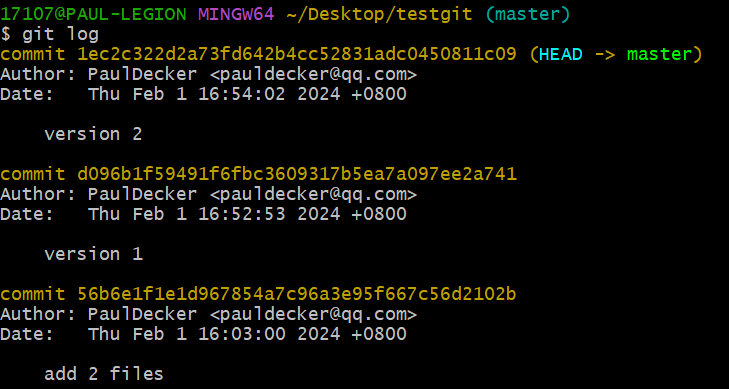 17107@PAUL-LEGION MINGW64 ~/Desktop/testgit (master)
$ git log
commit 1ec2c322d2a73fd642b4cc52831adc0450811c09 (HEAD -> master)
Author: PaulDecker <pauldecker@qq.com>
Date:   Thu Feb 1 16:54:02 2024 +0800
    version 2
commit d096b1f59491f6fbc3609317b5ea7a097ee2a741
Author: PaulDecker <pauldecker@qq.com>
Date:   Thu Feb 1 16:52:53 2024 +0800
    version 1
commit 56b6e1f1e1d967854a7c96a3e95f667c56d2102b
Author: PaulDecker <pauldecker@qq.com>
Date:   Thu Feb 1 16:03:00 2024 +0800
    add 2 files